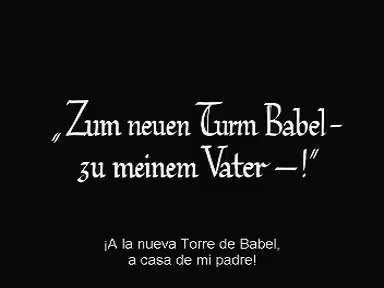 „Zum neuen Turm Babel –
zu meinem Vater – !“
¡A la nueva Torre de Babel,
a casa de mi padre!